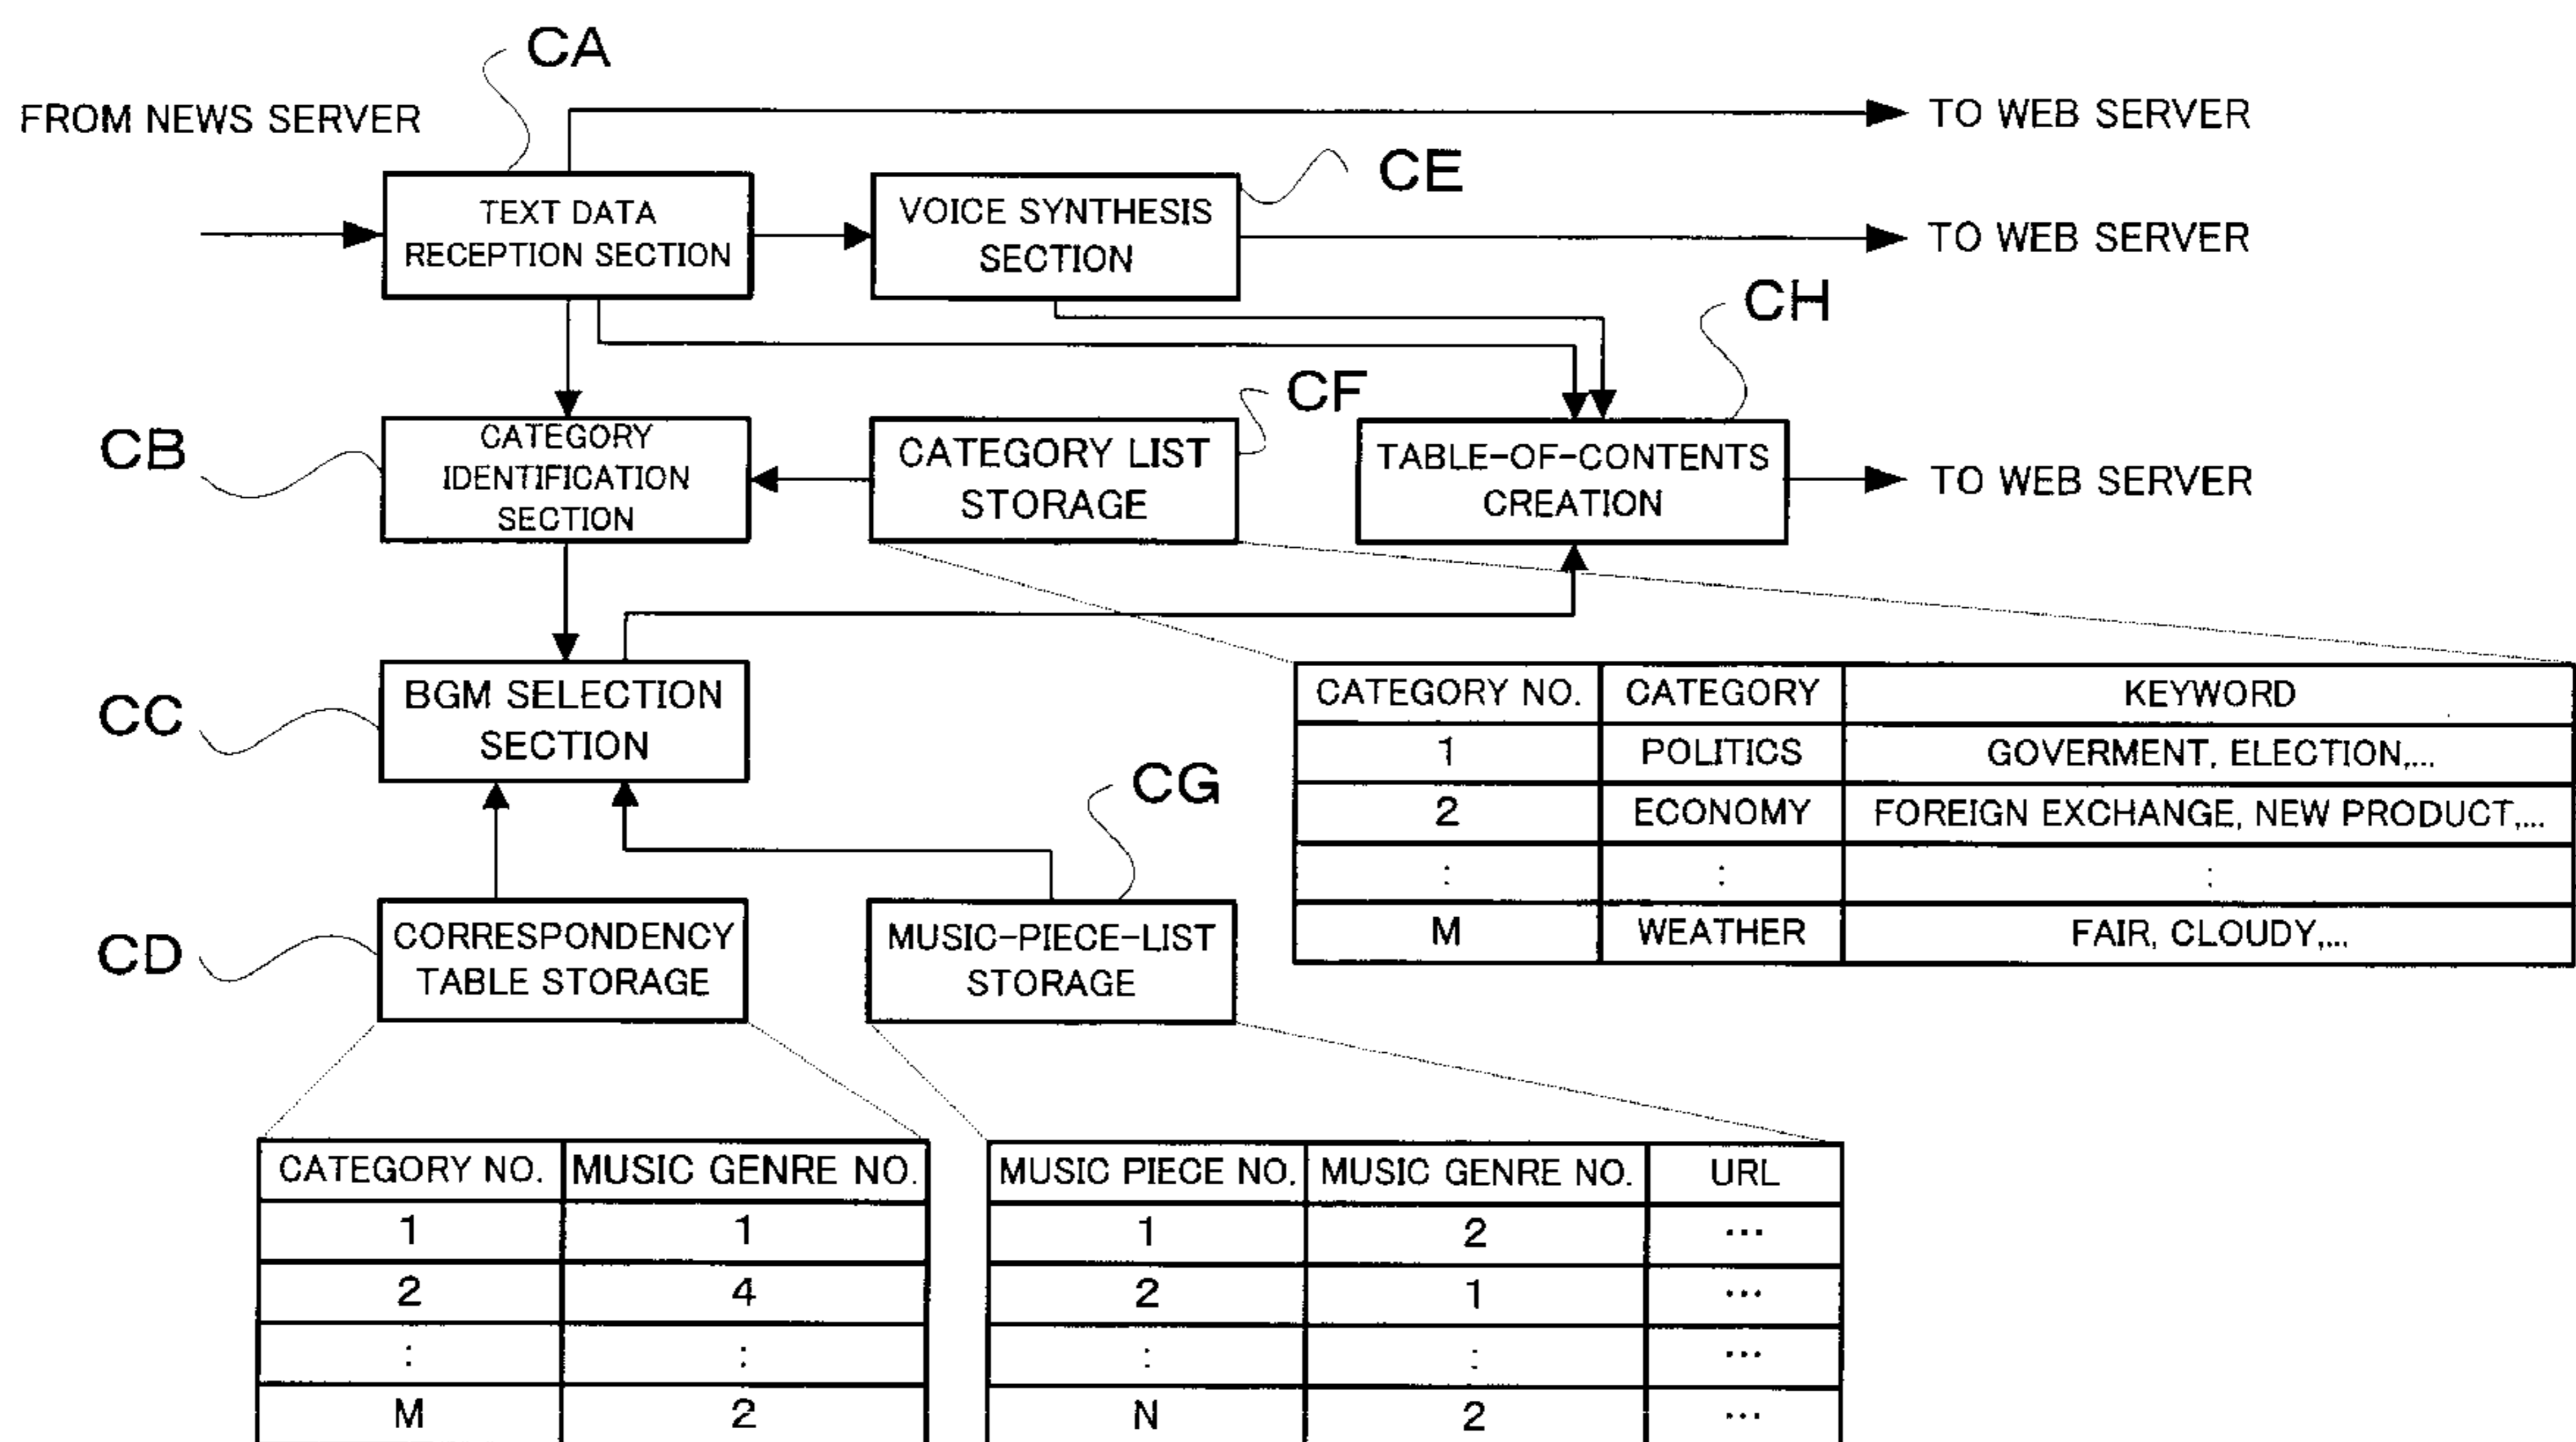 CA
FROM NEWS SERVER
TO WEB SERVER
TEXT DATA
RECEPTION SECTION
VOICE SYNTHESIS
SECTION
CE
TO WEB SERVER
CH
CB
CATEGORY
IDENTIFICATION
SECTION
CATEGORY LIST
STORAGE
CF
TABLE-OF-CONTENTS
CREATION
TO WEB SERVER
CC
BGM SELECTION
SECTION
CATEGORY NO. CATEGORY KEYWORD
1 POLITICS GOVERMENT, ELECTION,...
2 ECONOMY FOREIGN EXCHANGE, NEW PRODUCT,...
: : :
M WEATHER FAIR, CLOUDY,...
CG
CD
CORRESPONDENCY
TABLE STORAGE
MUSIC-PIECE-LIST
STORAGE
CATEGORY NO. MUSIC GENRE NO.
1 1
2 4
: :
M 2
MUSIC PIECE NO. MUSIC GENRE NO. URL
1 2 ...
2 1 ...
: : ...
N 2 ...